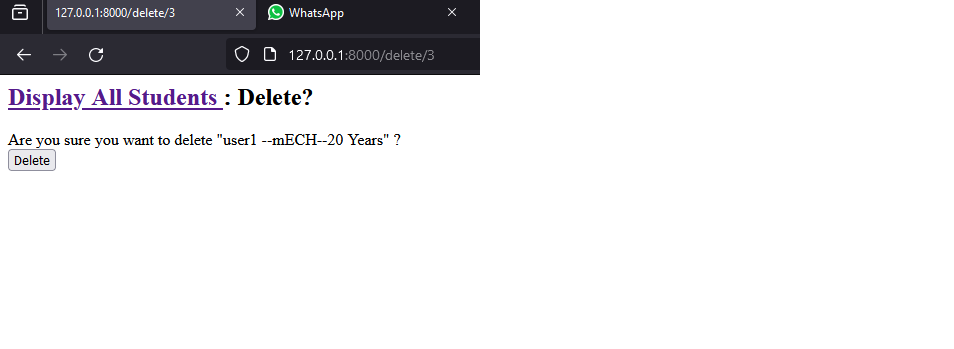 127.0.0.1:8000/delete/3
WhatsApp
127.0.0.1:8000/delete/3
Display All Students : Delete?
Are you sure you want to delete "user1 --mECH--20 Years" ?
Delete